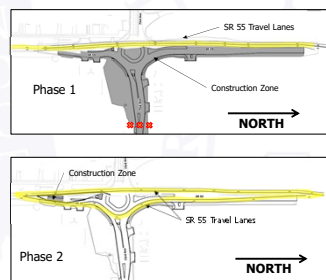 SR 55 Travel Lanes
Phase 1
Construction Zone
NORTH
Construction Zone
SR 55 Travel Lanes
Phase 2
NORTH